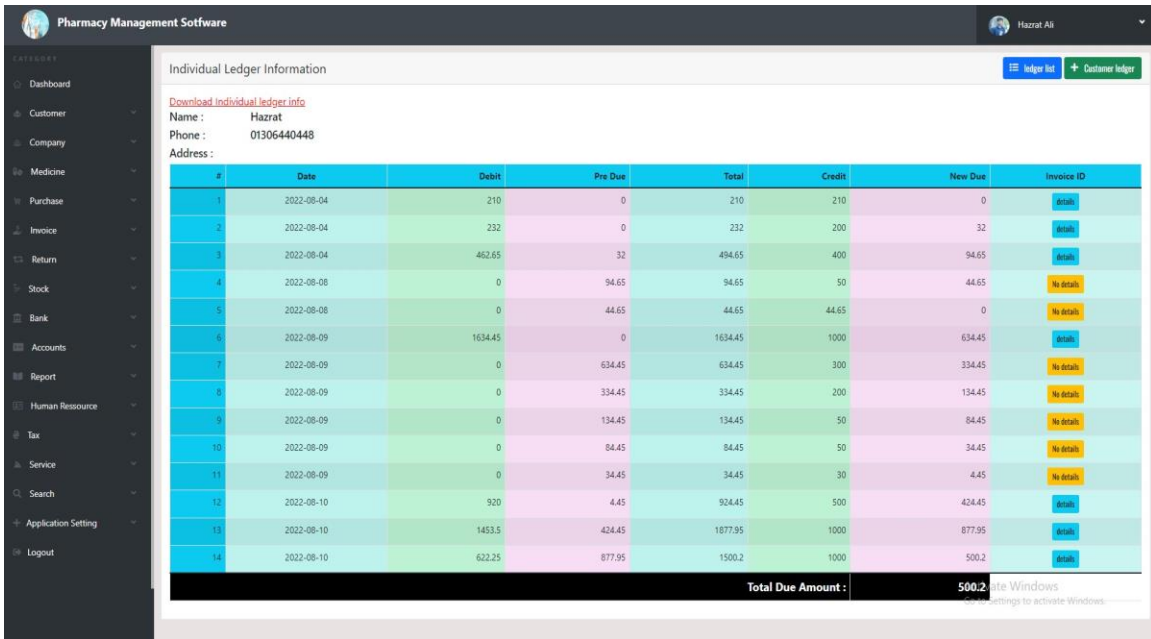 Pharmacy Management Sotfware
Hazrat Ali
CATEGORY
Dashboard
Customer
Company
Medicine
Purchase
Invoice
Return
Stock
Bank
Accounts
Report
Human Ressource
Tax
Service
Search
Application Setting
Logout
Individual Ledger Information
ledger list
+ Customer ledger
Download Individual ledger info
Name : Hazrat
Phone : 01306440448
Address :
# Date Debit Pre Due Total Credit New Due Invoice ID
1 2022-08-04 210 0 210 210 0 details
2 2022-08-04 232 0 232 200 32 details
3 2022-08-04 462.65 32 494.65 400 94.65 details
4 2022-08-08 0 94.65 94.65 50 44.65 No details
5 2022-08-08 0 44.65 44.65 44.65 0 No details
6 2022-08-09 1634.45 0 1634.45 1000 634.45 details
7 2022-08-09 0 634.45 634.45 300 334.45 No details
8 2022-08-09 0 334.45 334.45 200 134.45 No details
9 2022-08-09 0 134.45 134.45 50 84.45 No details
10 2022-08-09 0 84.45 84.45 50 34.45 No details
11 2022-08-09 0 34.45 34.45 30 4.45 No details
12 2022-08-10 920 4.45 924.45 500 424.45 details
13 2022-08-10 1453.5 424.45 1877.95 1000 877.95 details
14 2022-08-10 622.25 877.95 1500.2 1000 500.2 details
Total Due Amount : 500.2
Windows
Settings to activate Windows.